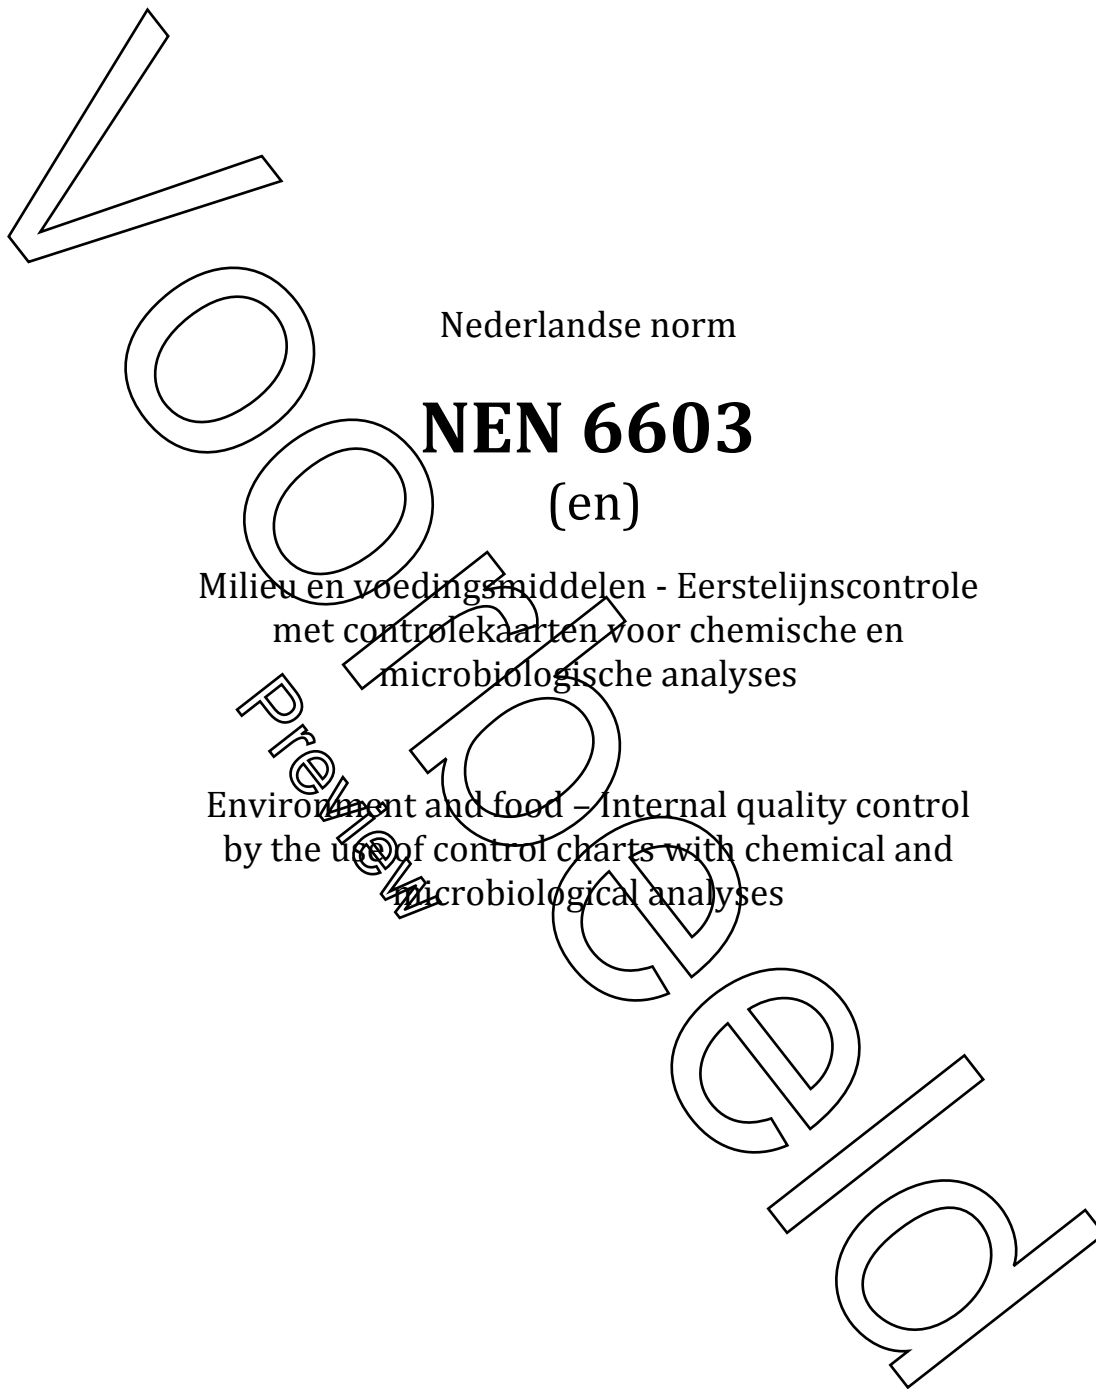 Nederlandse norm
NEN 6603
(en)
Milieu en voedingsmiddelen - Eerstelijnscontrole
met controlekaarten voor chemische en
microbiologische analyses
Environment and food – Internal quality control
by the use of control charts with chemical and
microbiological analyses
Voorbeeld
Preview